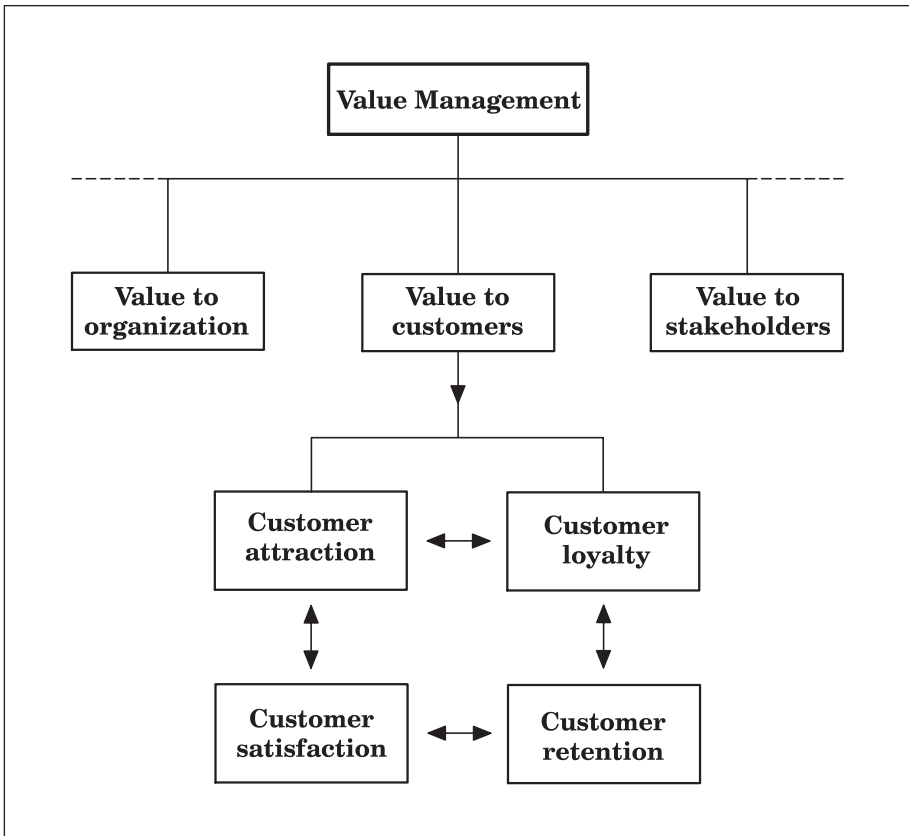 Value Management
Value to
organization
Value to
customers
Value to
stakeholders
Customer
attraction
Customer
loyalty
Customer
satisfaction
Customer
retention